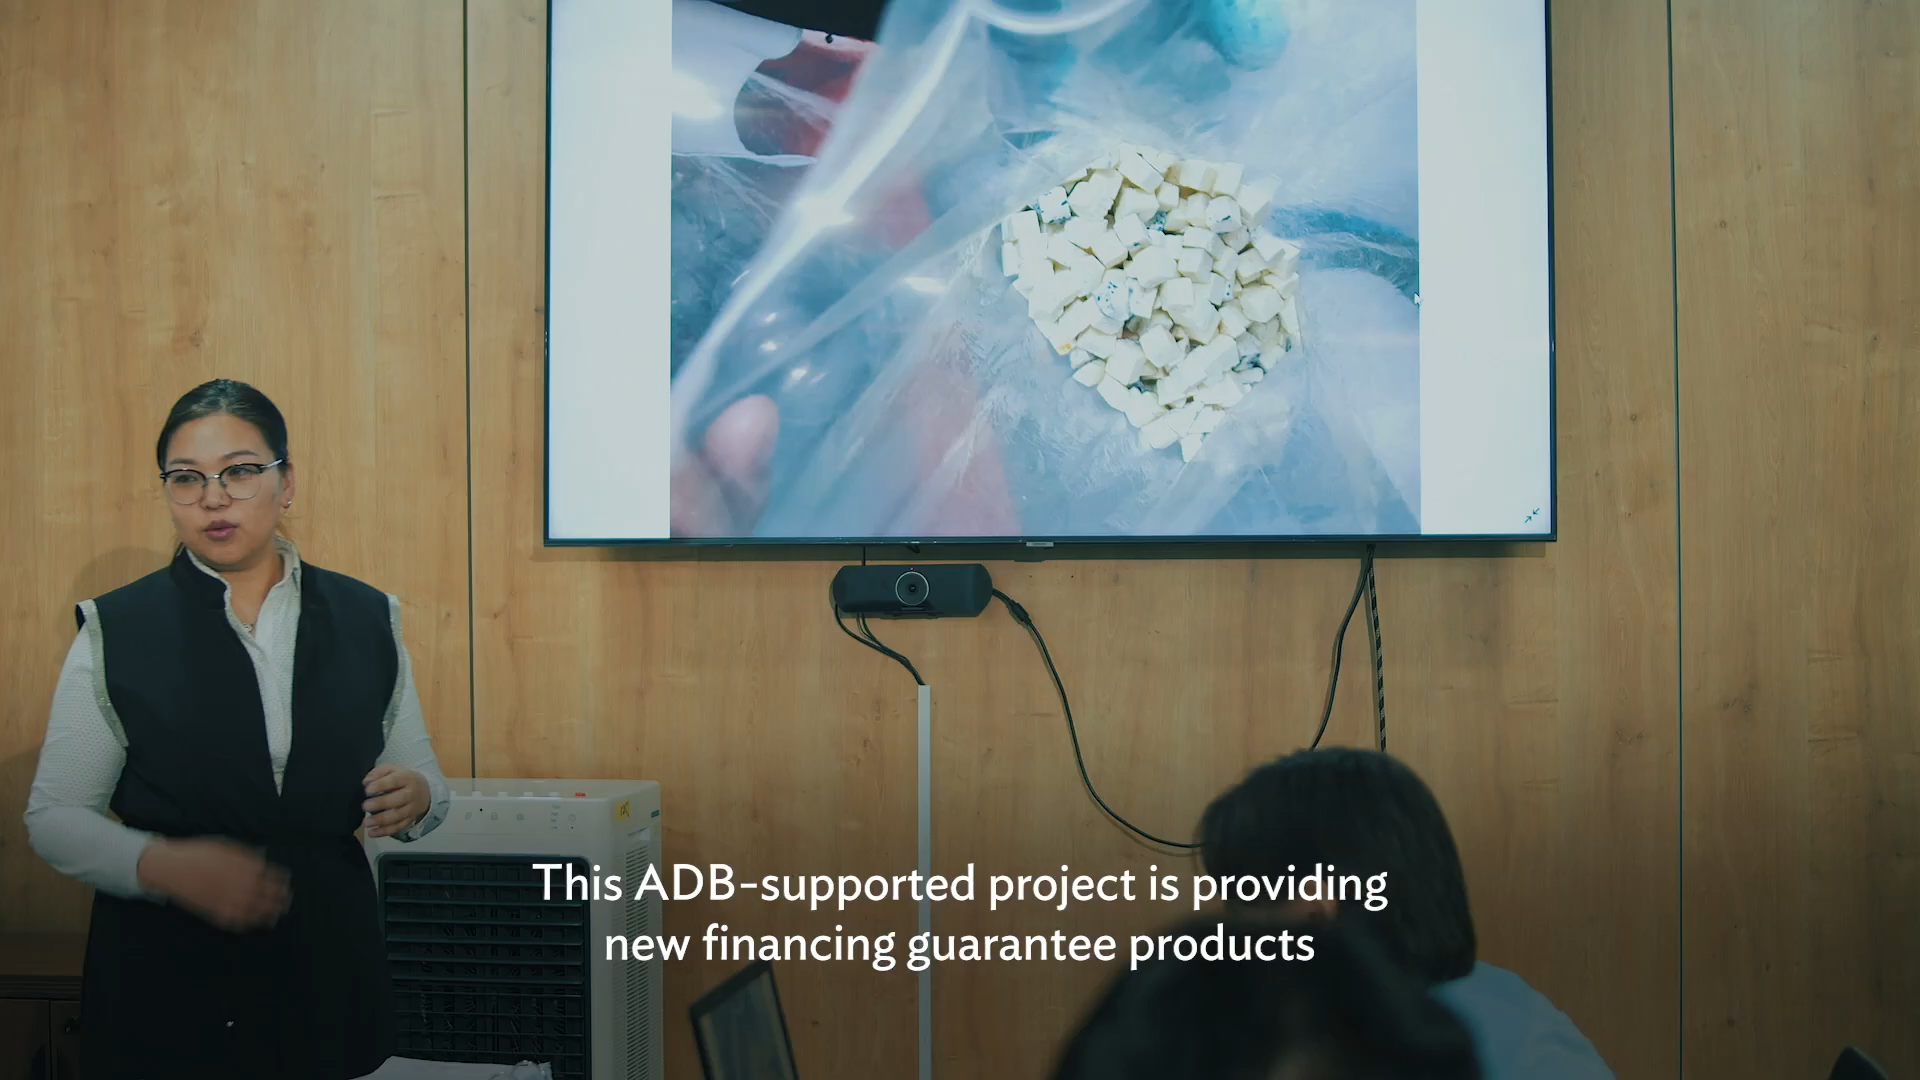 This ADB-supported project is providing
new financing guarantee products